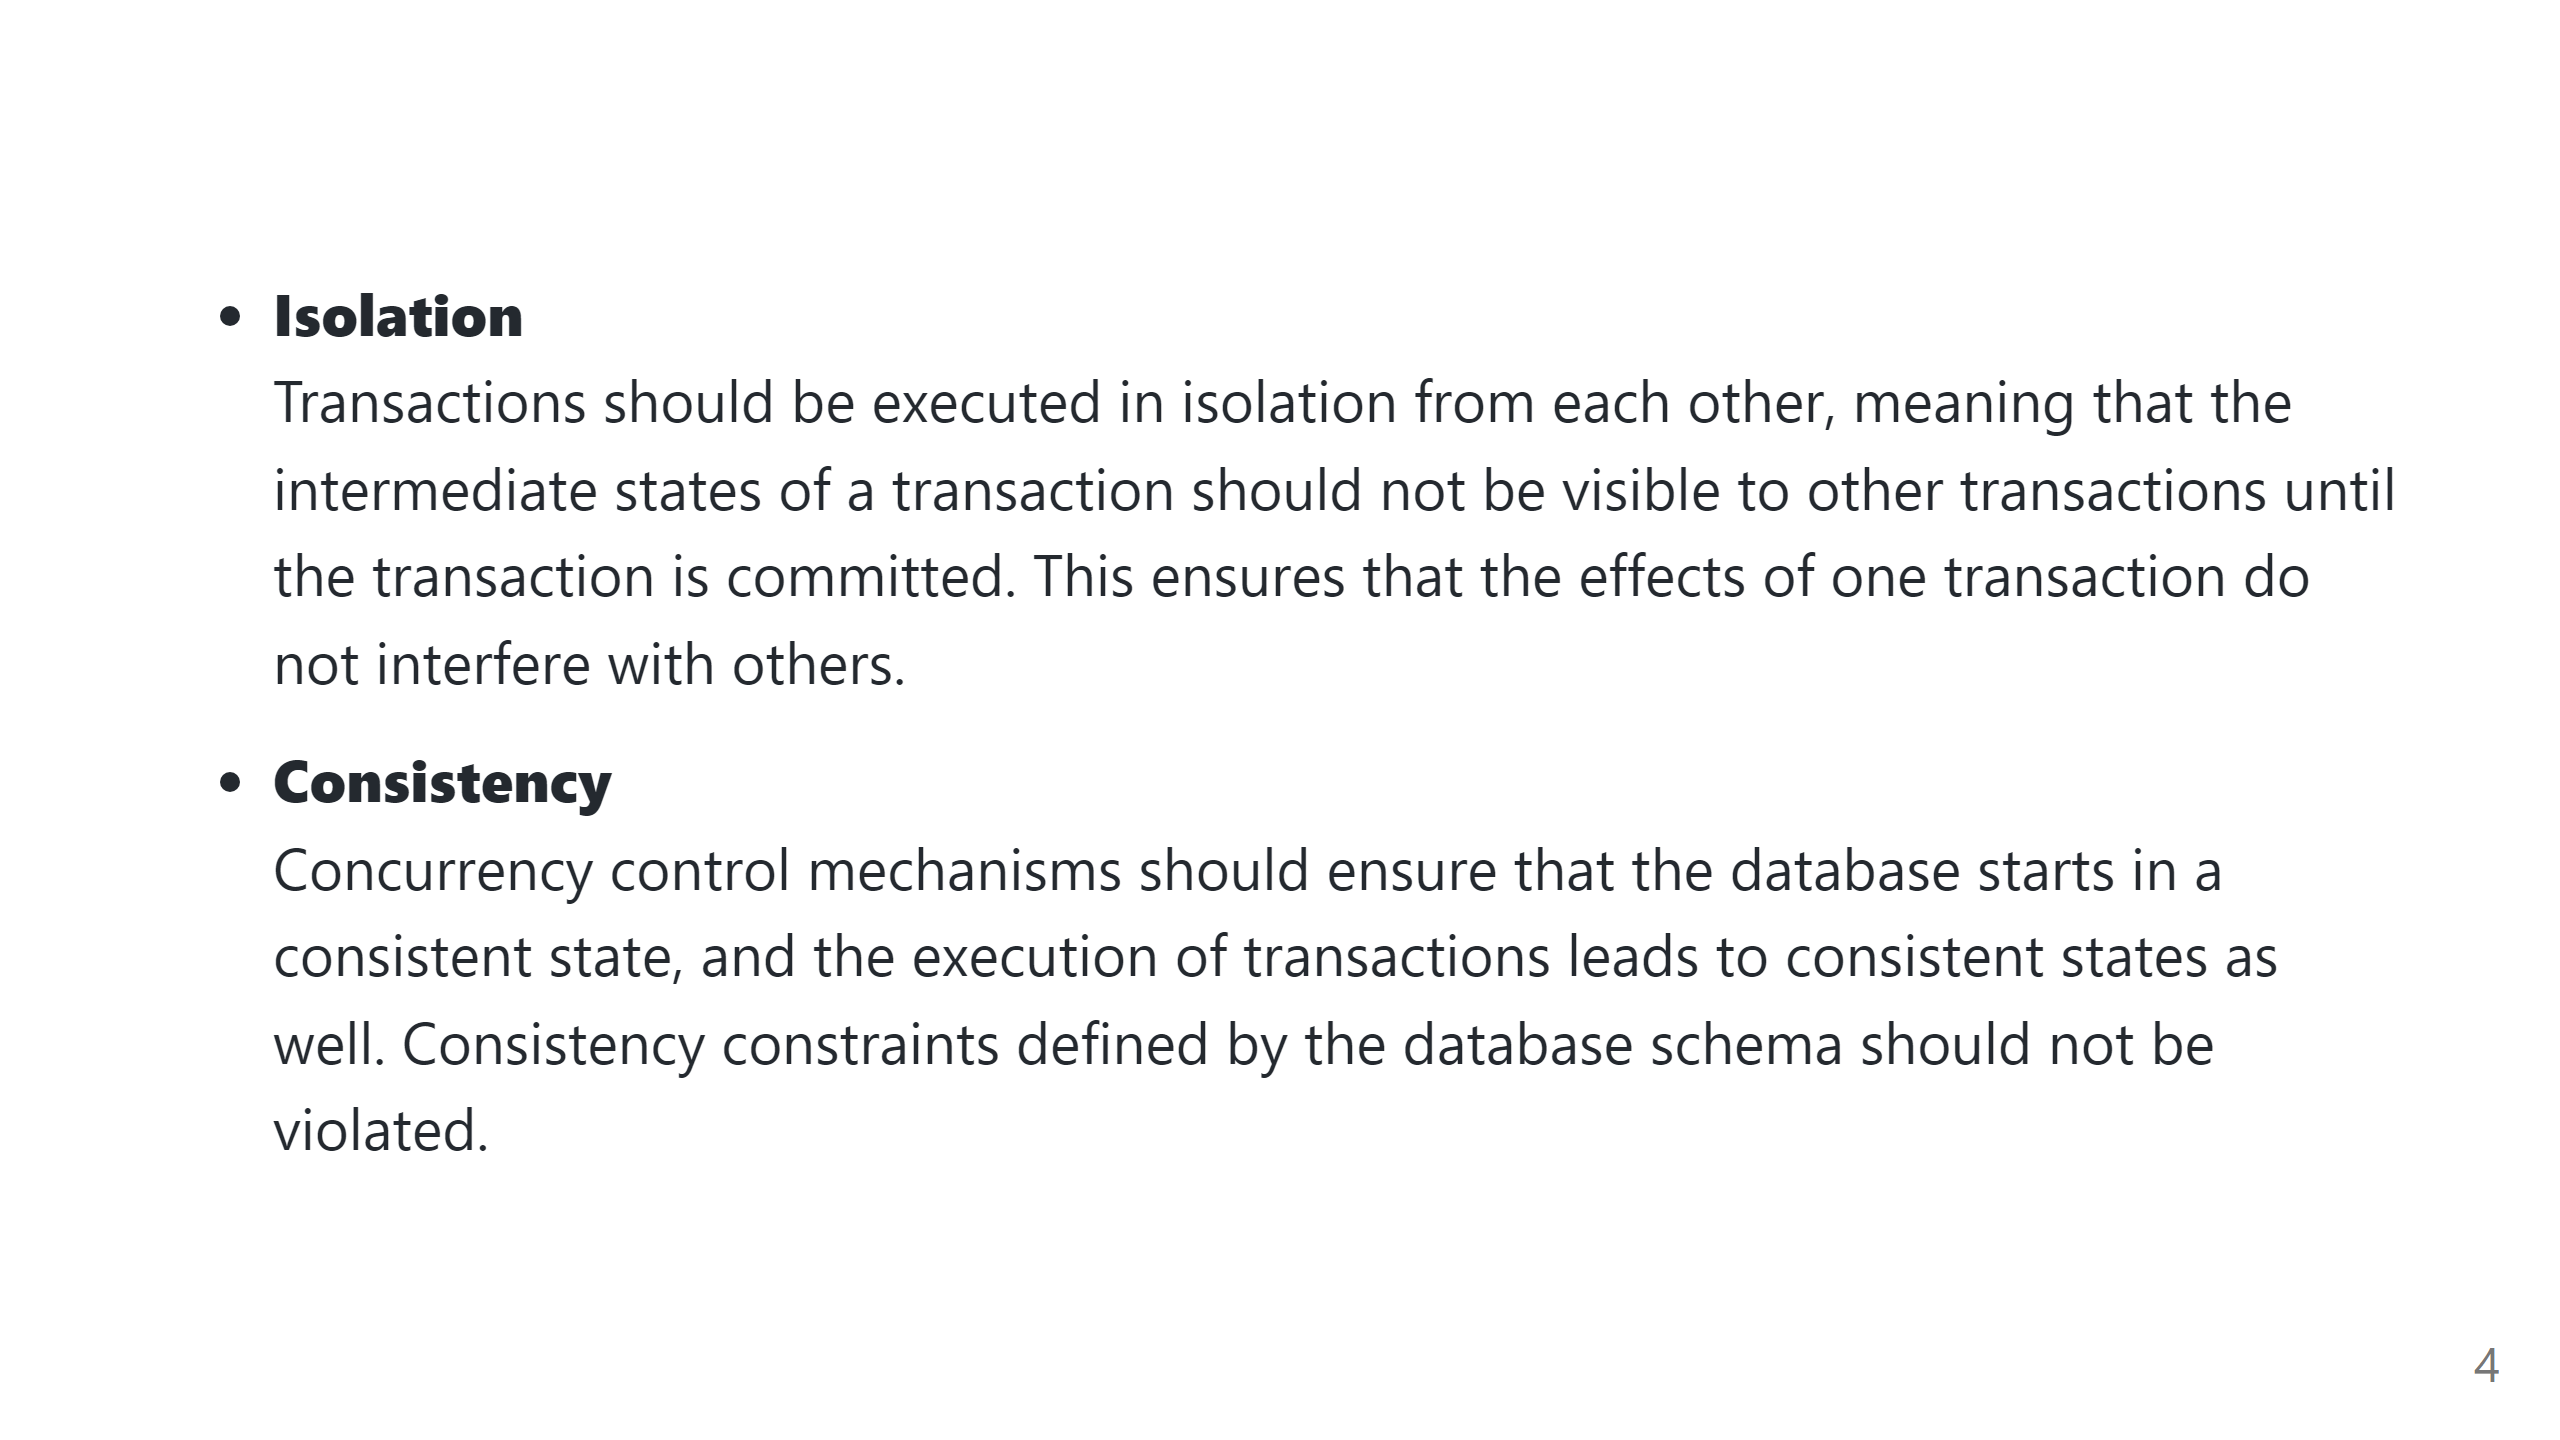 • Isolation
Transactions should be executed in isolation from each other, meaning that the
intermediate states of a transaction should not be visible to other transactions until
the transaction is committed. This ensures that the effects of one transaction do
not interfere with others.
• Consistency
Concurrency control mechanisms should ensure that the database starts in a
consistent state, and the execution of transactions leads to consistent states as
well. Consistency constraints defined by the database schema should not be
violated.
4